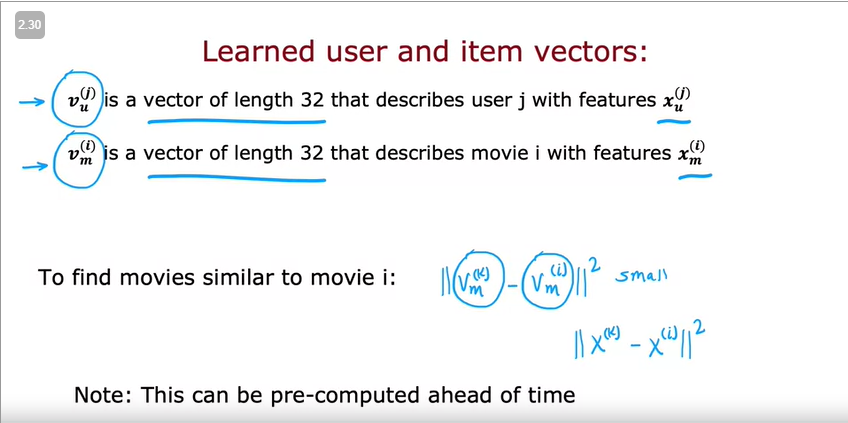 2.30
Learned user and item vectors:
→ v_u^(j) is a vector of length 32 that describes user j with features x_u^(j)
→ v_m^(i) is a vector of length 32 that describes movie i with features x_m^(i)
To find movies similar to movie i: ||v_m^(k) - v_m^(i)||^2 small
||x^(k) - x^(i)||^2
Note: This can be pre-computed ahead of time